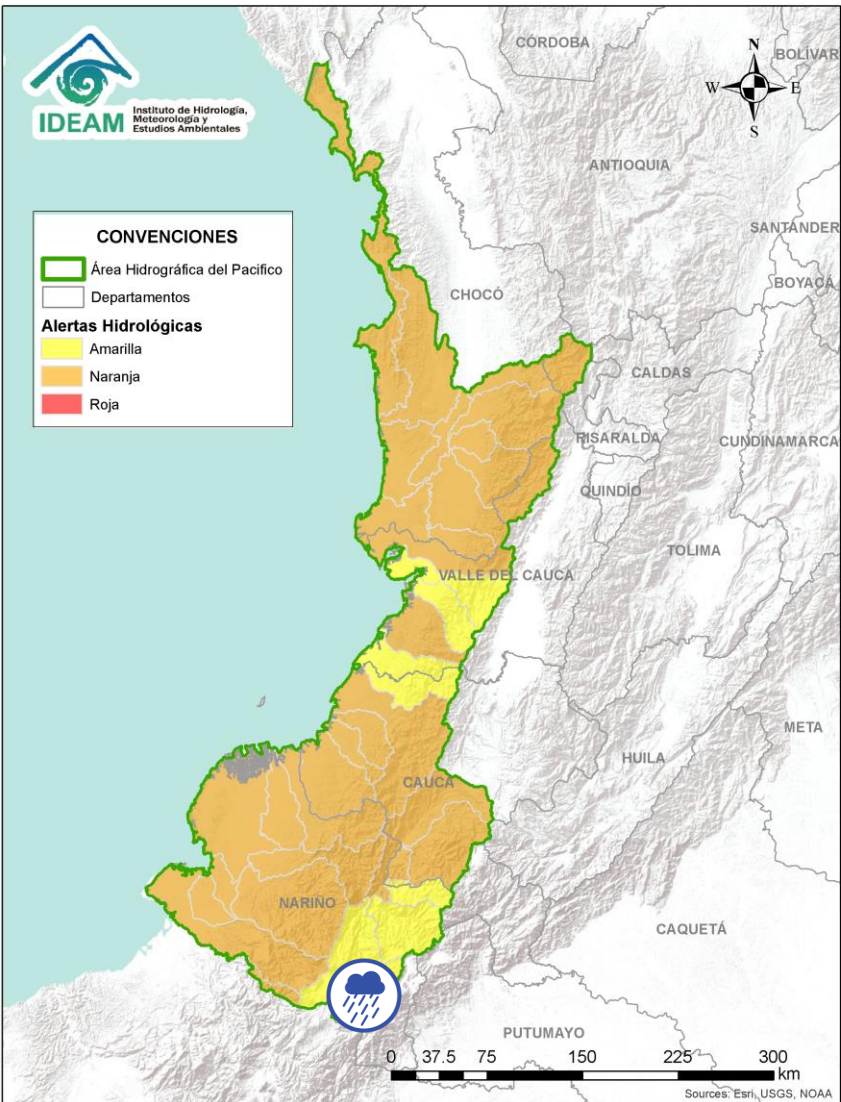 IDEAM
Instituto de Hidrología,
Meteorología y
Estudios Ambientales
N
W
E
S
CÓRDOBA
BOLIVAR
ANTIOQUIA
SANTANDER
BOYACÁ
CHOCÓ
CALDAS
RISARALDA
CUNDINAMARCA
QUINDÍO
TOLIMA
VALLE DEL CAUCA
META
HUILA
CAUCA
NARIÑO
CAQUETÁ
PUTUMAYO
CONVENCIONES
Área Hidrográfica del Pacifico
Departamentos
Alertas Hidrológicas
Amarilla
Naranja
Roja
0 37.5 75 150 225 300
km
Sources: Esri, USGS, NOAA